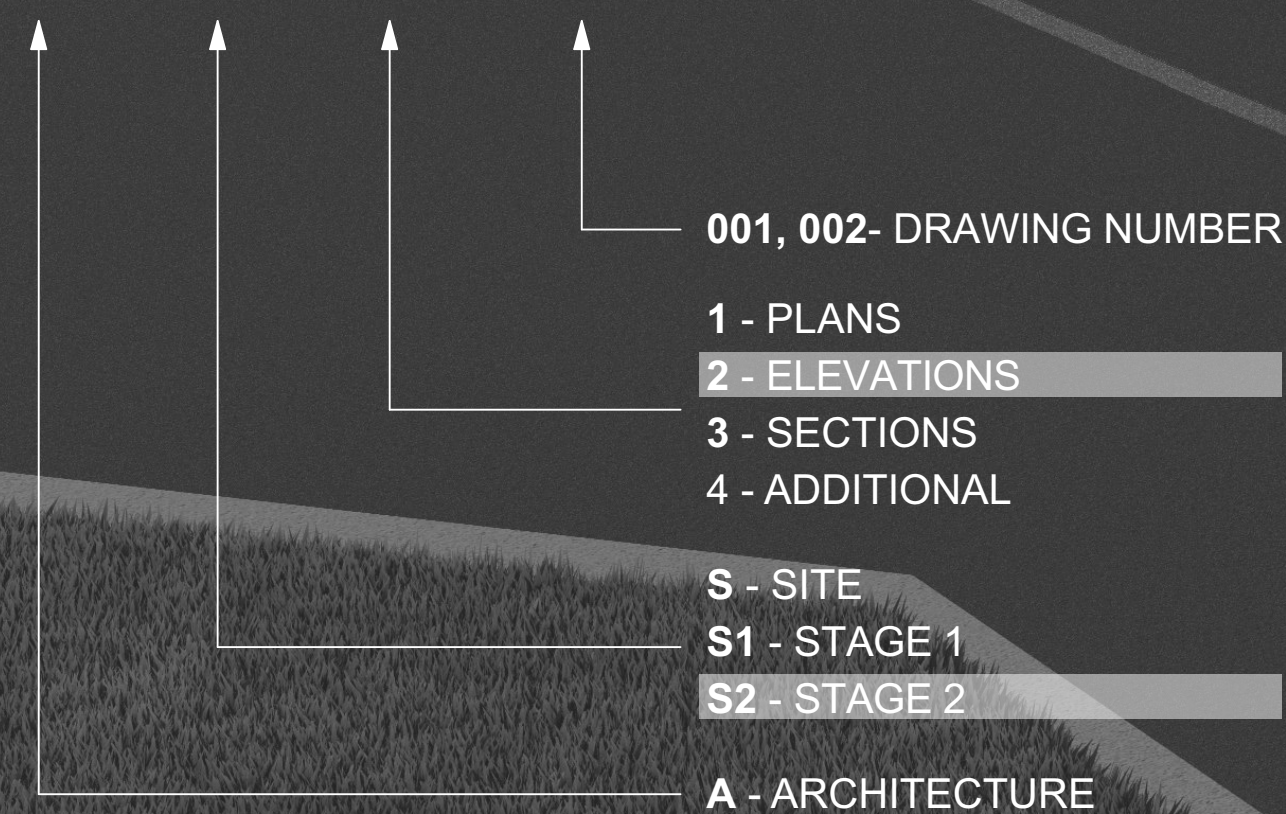 001, 002- DRAWING NUMBER
1 - PLANS
2 - ELEVATIONS
3 - SECTIONS
4 - ADDITIONAL
S - SITE
S1 - STAGE 1
S2 - STAGE 2
A - ARCHITECTURE